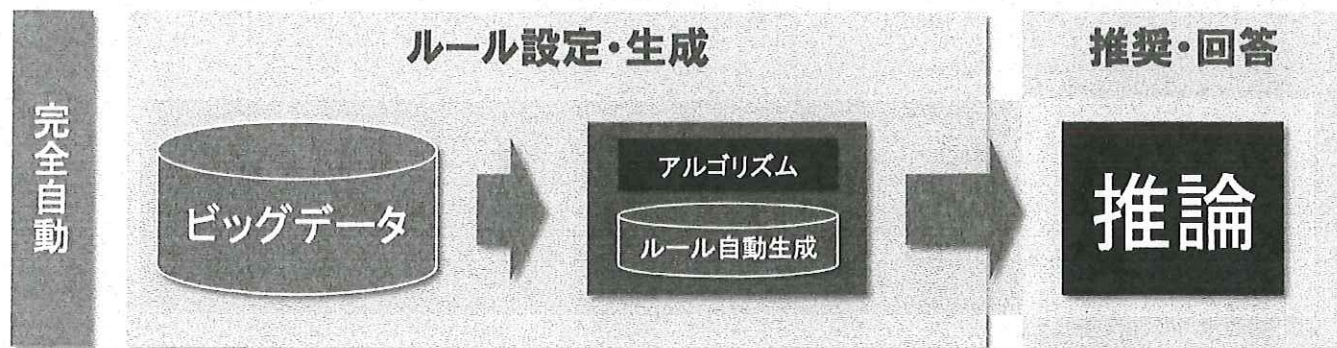 完全自動
ルール設定・生成
ビッグデータ
アルゴリズム
ルール自動生成
推奨・回答
推論